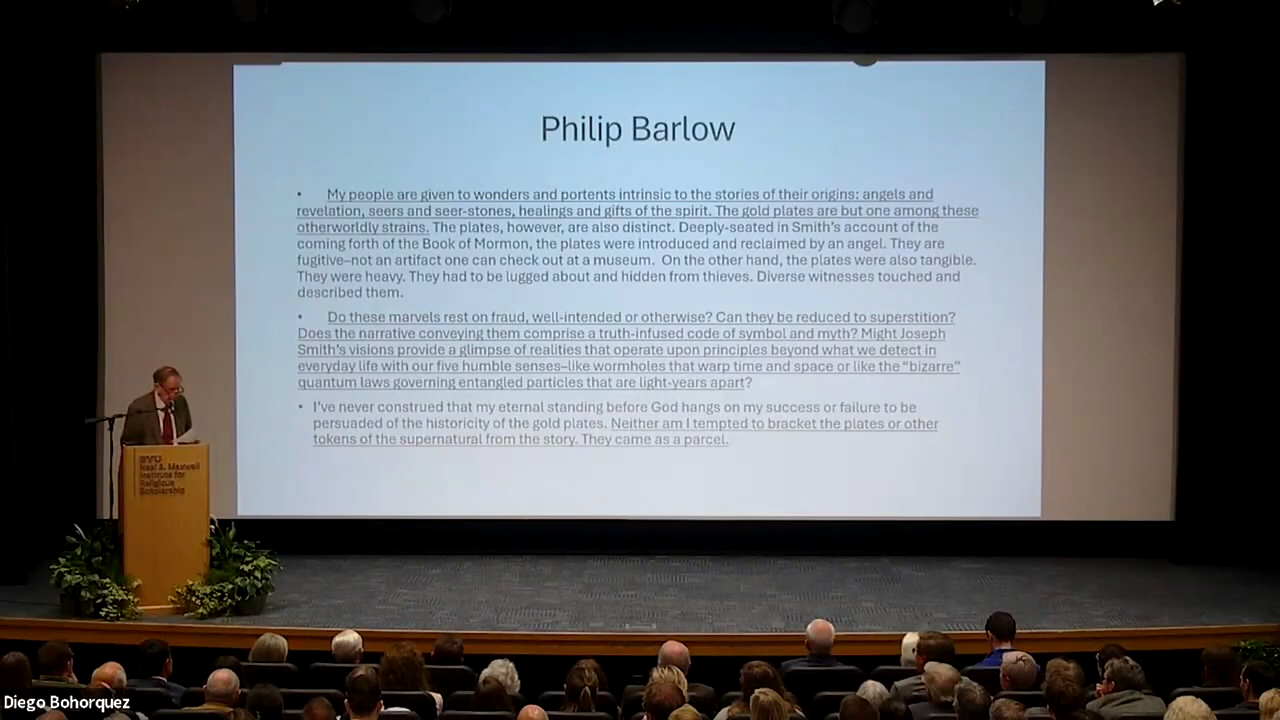 Philip Barlow
• My people are given to wonders and portents intrinsic to the stories of their origins: angels and
revelation, seers and seer-stones, healings and gifts of the spirit. The gold plates are but one among these
otherworldly strains. The plates, however, are also distinct. Deeply-seated in Smith's account of the
coming forth of the Book of Mormon, the plates were introduced and reclaimed by an angel. They are
fugitive–not an artifact one can check out at a museum. On the other hand, the plates were also tangible.
They were heavy. They had to be lugged about and hidden from thieves. Diverse witnesses touched and
described them.
• Do these marvels rest on fraud, well-intended or otherwise? Can they be reduced to superstition?
Does the narrative conveying them comprise a truth-infused code of symbol and myth? Might Joseph
Smith's visions provide a glimpse of realities that operate upon principles beyond what we detect in
everyday life with our five humble senses–like wormholes that warp time and space or like the "bizarre"
quantum laws governing entangled particles that are light-years apart?
• I've never construed that my eternal standing before God hangs on my success or failure to be
persuaded of the historicity of the gold plates. Neither am I tempted to bracket the plates or other
tokens of the supernatural from the story. They came as a parcel.
BYU
Neal A. Maxwell
Institute for
Religious
Scholarship
Diego Bohorquez